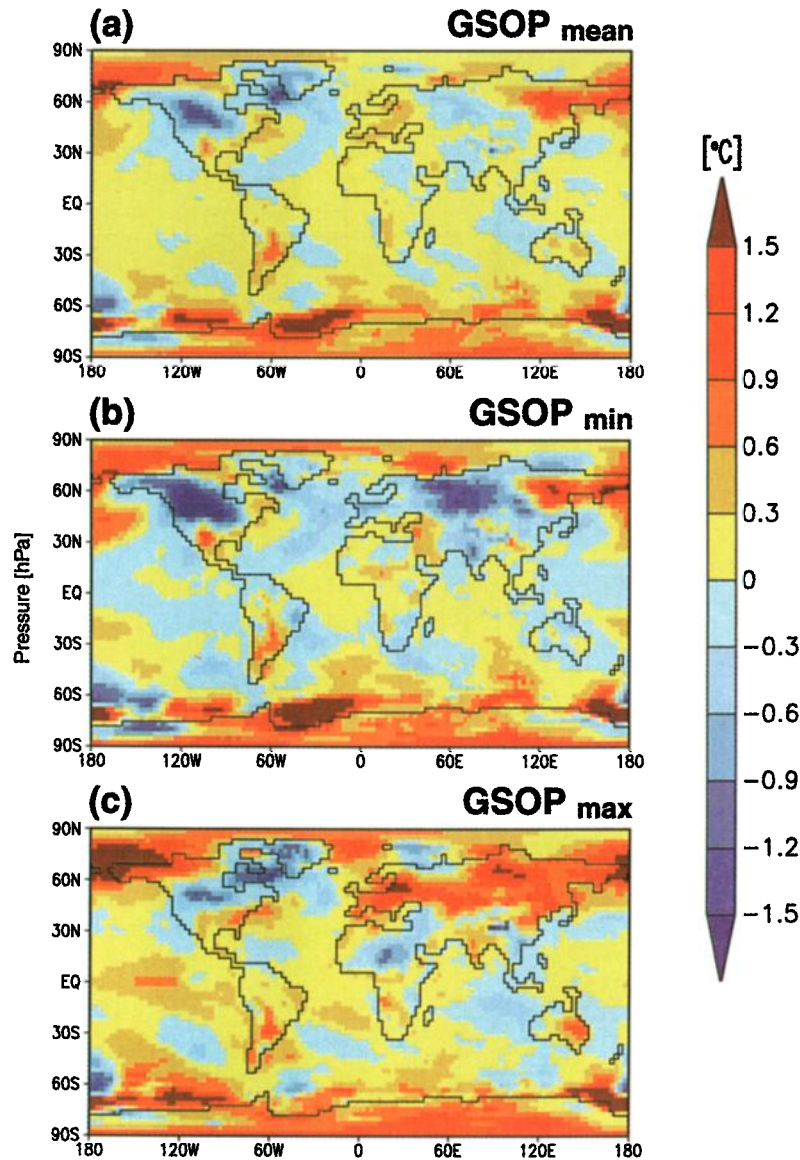 (a) GSOP mean
90N
60N
30N
EQ
30S
60S
90S
180 120W 60W 0 60E 120E 180
(b) GSOP min
90N
60N
30N
EQ
30S
60S
90S
Pressure [hPa]
180 120W 60W 0 60E 120E 180
(c) GSOP max
90N
60N
30N
EQ
30S
60S
90S
180 120W 60W 0 60E 120E 180
[°C]
1.5
1.2
0.9
0.6
0.3
0
−0.3
−0.6
−0.9
−1.2
−1.5